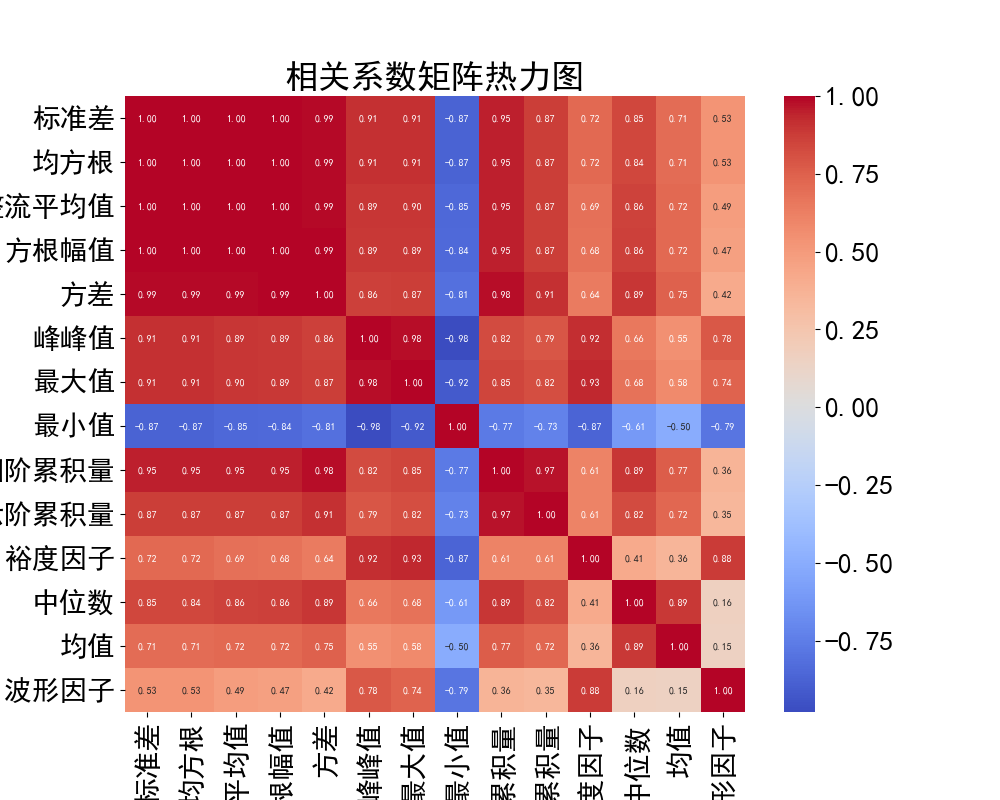 相关系数矩阵热力图
标准差 1.00 1.00 1.00 1.00 0.99 0.91 0.91 -0.87 0.95 0.87 0.72 0.85 0.71 0.53
均方根 1.00 1.00 1.00 1.00 0.99 0.91 0.91 -0.87 0.95 0.87 0.72 0.84 0.71 0.53
流平均值 1.00 1.00 1.00 1.00 0.99 0.89 0.90 -0.85 0.95 0.87 0.69 0.86 0.72 0.49
方根幅值 1.00 1.00 1.00 1.00 0.99 0.89 0.89 -0.84 0.95 0.87 0.68 0.86 0.72 0.47
方差 0.99 0.99 0.99 0.99 1.00 0.86 0.87 -0.81 0.98 0.91 0.64 0.89 0.75 0.42
峰峰值 0.91 0.91 0.89 0.89 0.86 1.00 0.98 -0.98 0.82 0.79 0.92 0.66 0.55 0.78
最大值 0.91 0.91 0.90 0.89 0.87 0.98 1.00 -0.92 0.85 0.82 0.93 0.68 0.58 0.74
最小值 -0.87 -0.87 -0.85 -0.84 -0.81 -0.98 -0.92 1.00 -0.77 -0.73 -0.87 -0.61 -0.50 -0.79
阶累积量 0.95 0.95 0.95 0.95 0.98 0.82 0.85 -0.77 1.00 0.97 0.61 0.89 0.77 0.36
阶累积量 0.87 0.87 0.87 0.87 0.91 0.79 0.82 -0.73 0.97 1.00 0.61 0.82 0.72 0.35
裕度因子 0.72 0.72 0.69 0.68 0.64 0.92 0.93 -0.87 0.61 0.61 1.00 0.41 0.36 0.88
中位数 0.85 0.84 0.86 0.86 0.89 0.66 0.68 -0.61 0.89 0.82 0.41 1.00 0.89 0.16
均值 0.71 0.71 0.72 0.72 0.75 0.55 0.58 -0.50 0.77 0.72 0.36 0.89 1.00 0.15
波形因子 0.53 0.53 0.49 0.47 0.42 0.78 0.74 -0.79 0.36 0.35 0.88 0.16 0.15 1.00
标准差
均方根
平均值
根幅值
方差
峰峰值
最大值
最小值
累积量
累积量
度因子
中位数
均值
形因子
1.00
0.75
0.50
0.25
0.00
-0.25
-0.50
-0.75